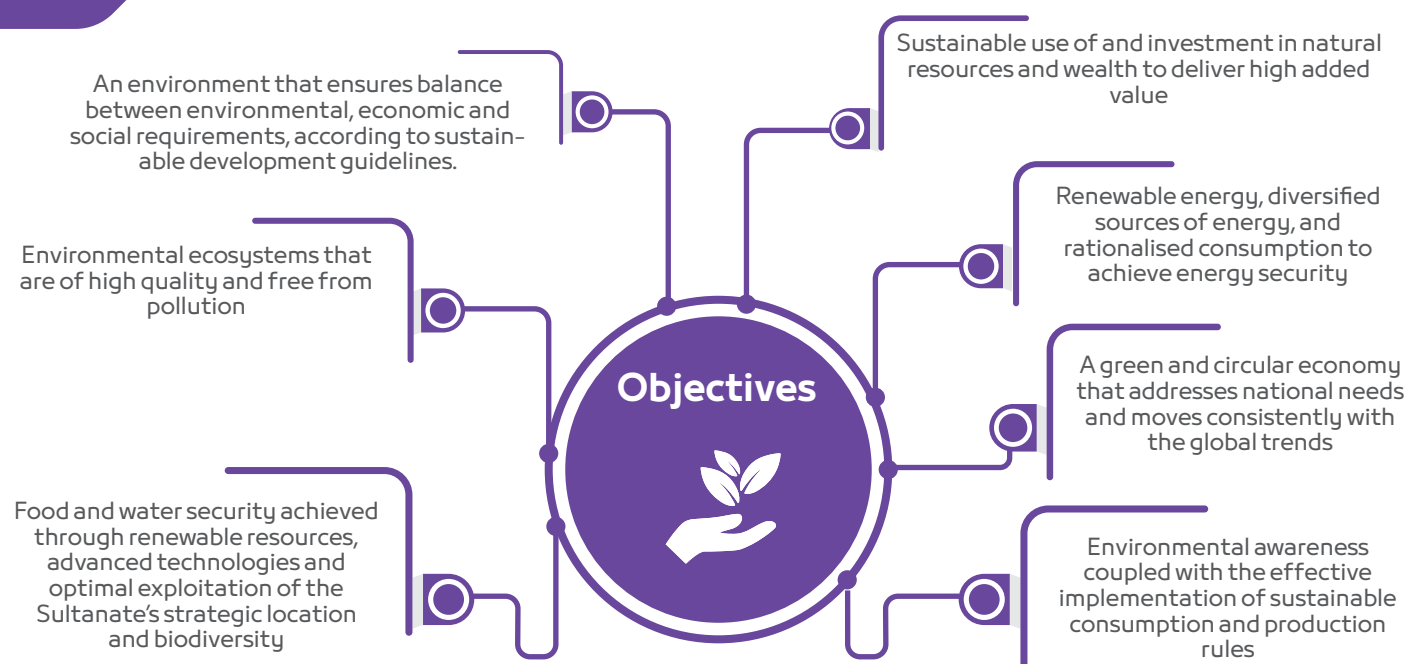 An environment that ensures balance
between environmental, economic and
social requirements, according to sustain-
able development guidelines.
Environmental ecosystems that
are of high quality and free from
pollution
Food and water security achieved
through renewable resources,
advanced technologies and
optimal exploitation of the
Sultanate's strategic location
and biodiversity
Objectives
Sustainable use of and investment in natural
resources and wealth to deliver high added
value
Renewable energy, diversified
sources of energy, and
rationalised consumption to
achieve energy security
A green and circular economy
that addresses national needs
and moves consistently with
the global trends
Environmental awareness
coupled with the effective
implementation of sustainable
consumption and production
rules